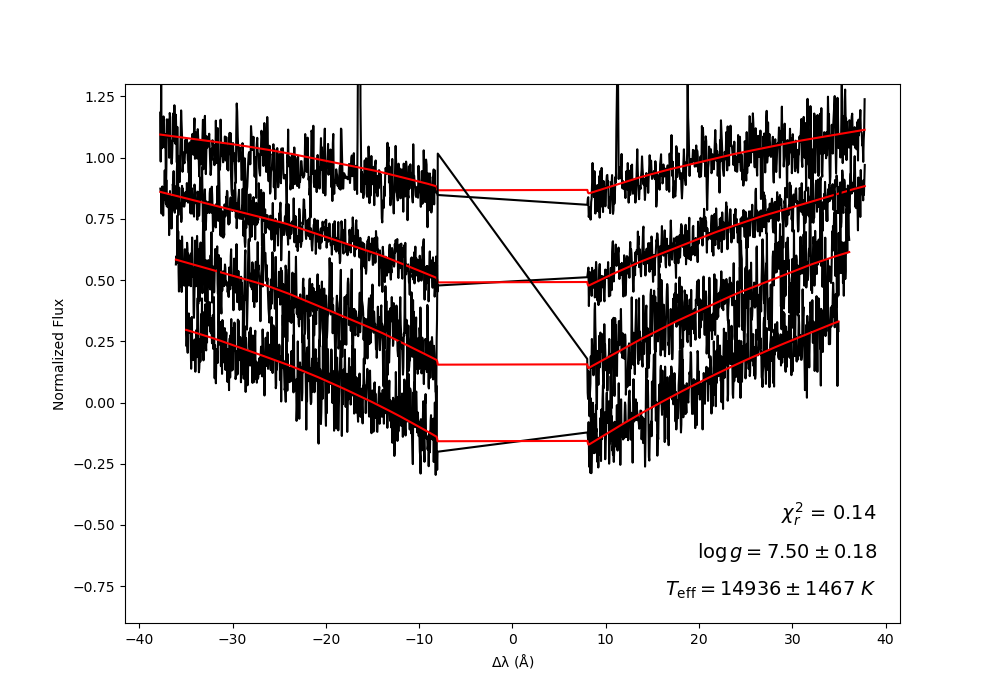 1.25
1.00
0.75
0.50
0.25
0.00
−0.25
−0.50
−0.75
Normalized Flux
χ²ᵣ = 0.14
log g = 7.50 ± 0.18
T_eff = 14936 ± 1467 K
−40 −30 −20 −10 0 10 20 30 40
Δλ (Å)